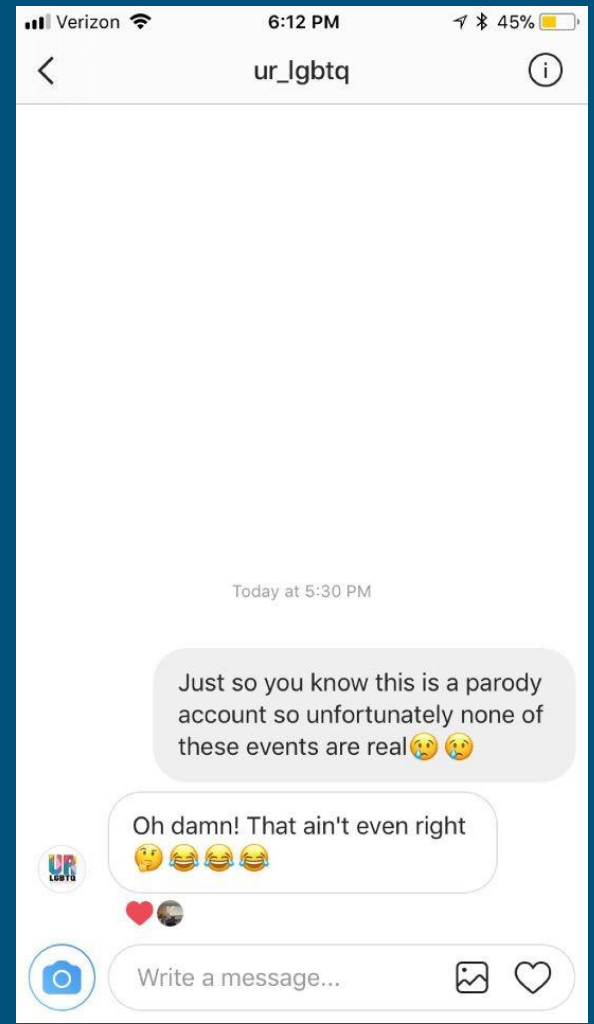 Verizon 6:12 PM 45%
ur_lgbtq
Today at 5:30 PM
Just so you know this is a parody
account so unfortunately none of
these events are real😢😢
Oh damn! That ain't even right
🤔😂😂😂
UR
LGBTQ
Write a message...